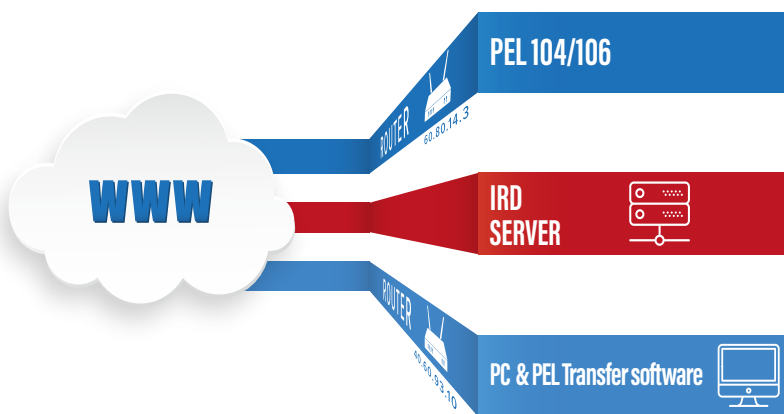 WWW
ROUTER
60.80.14.3
PEL 104/106
IRD
SERVER
ROUTER
40.60.93.10
PC & PEL Transfer software